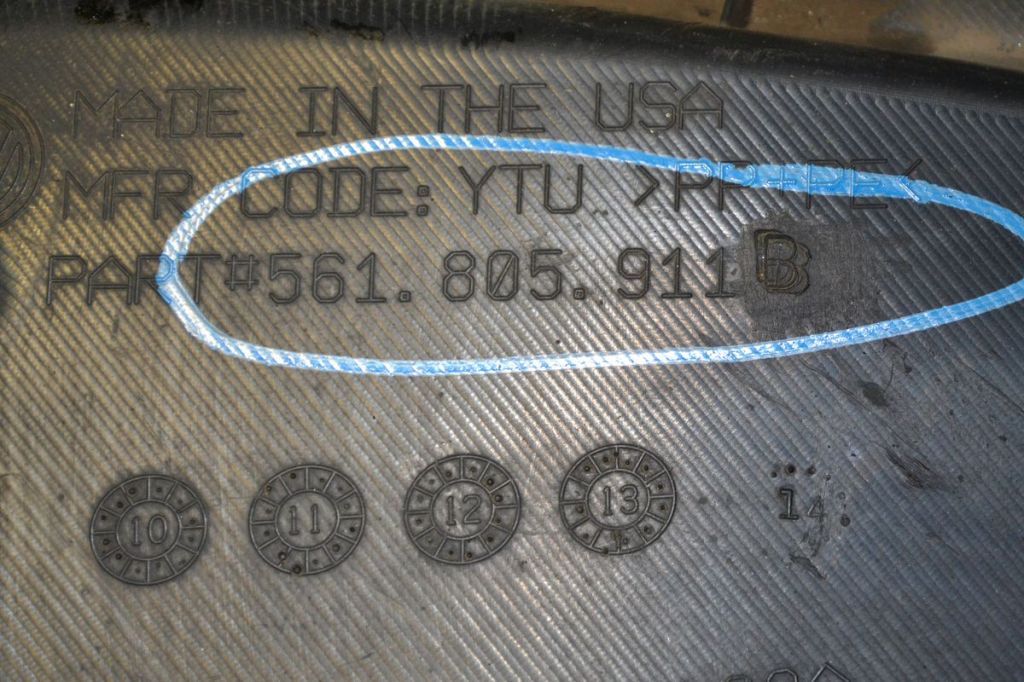 MADE IN THE USA
MFR CODE: YTU >PP+PE<
PART#561.805.911 B
10 11 12 13 14